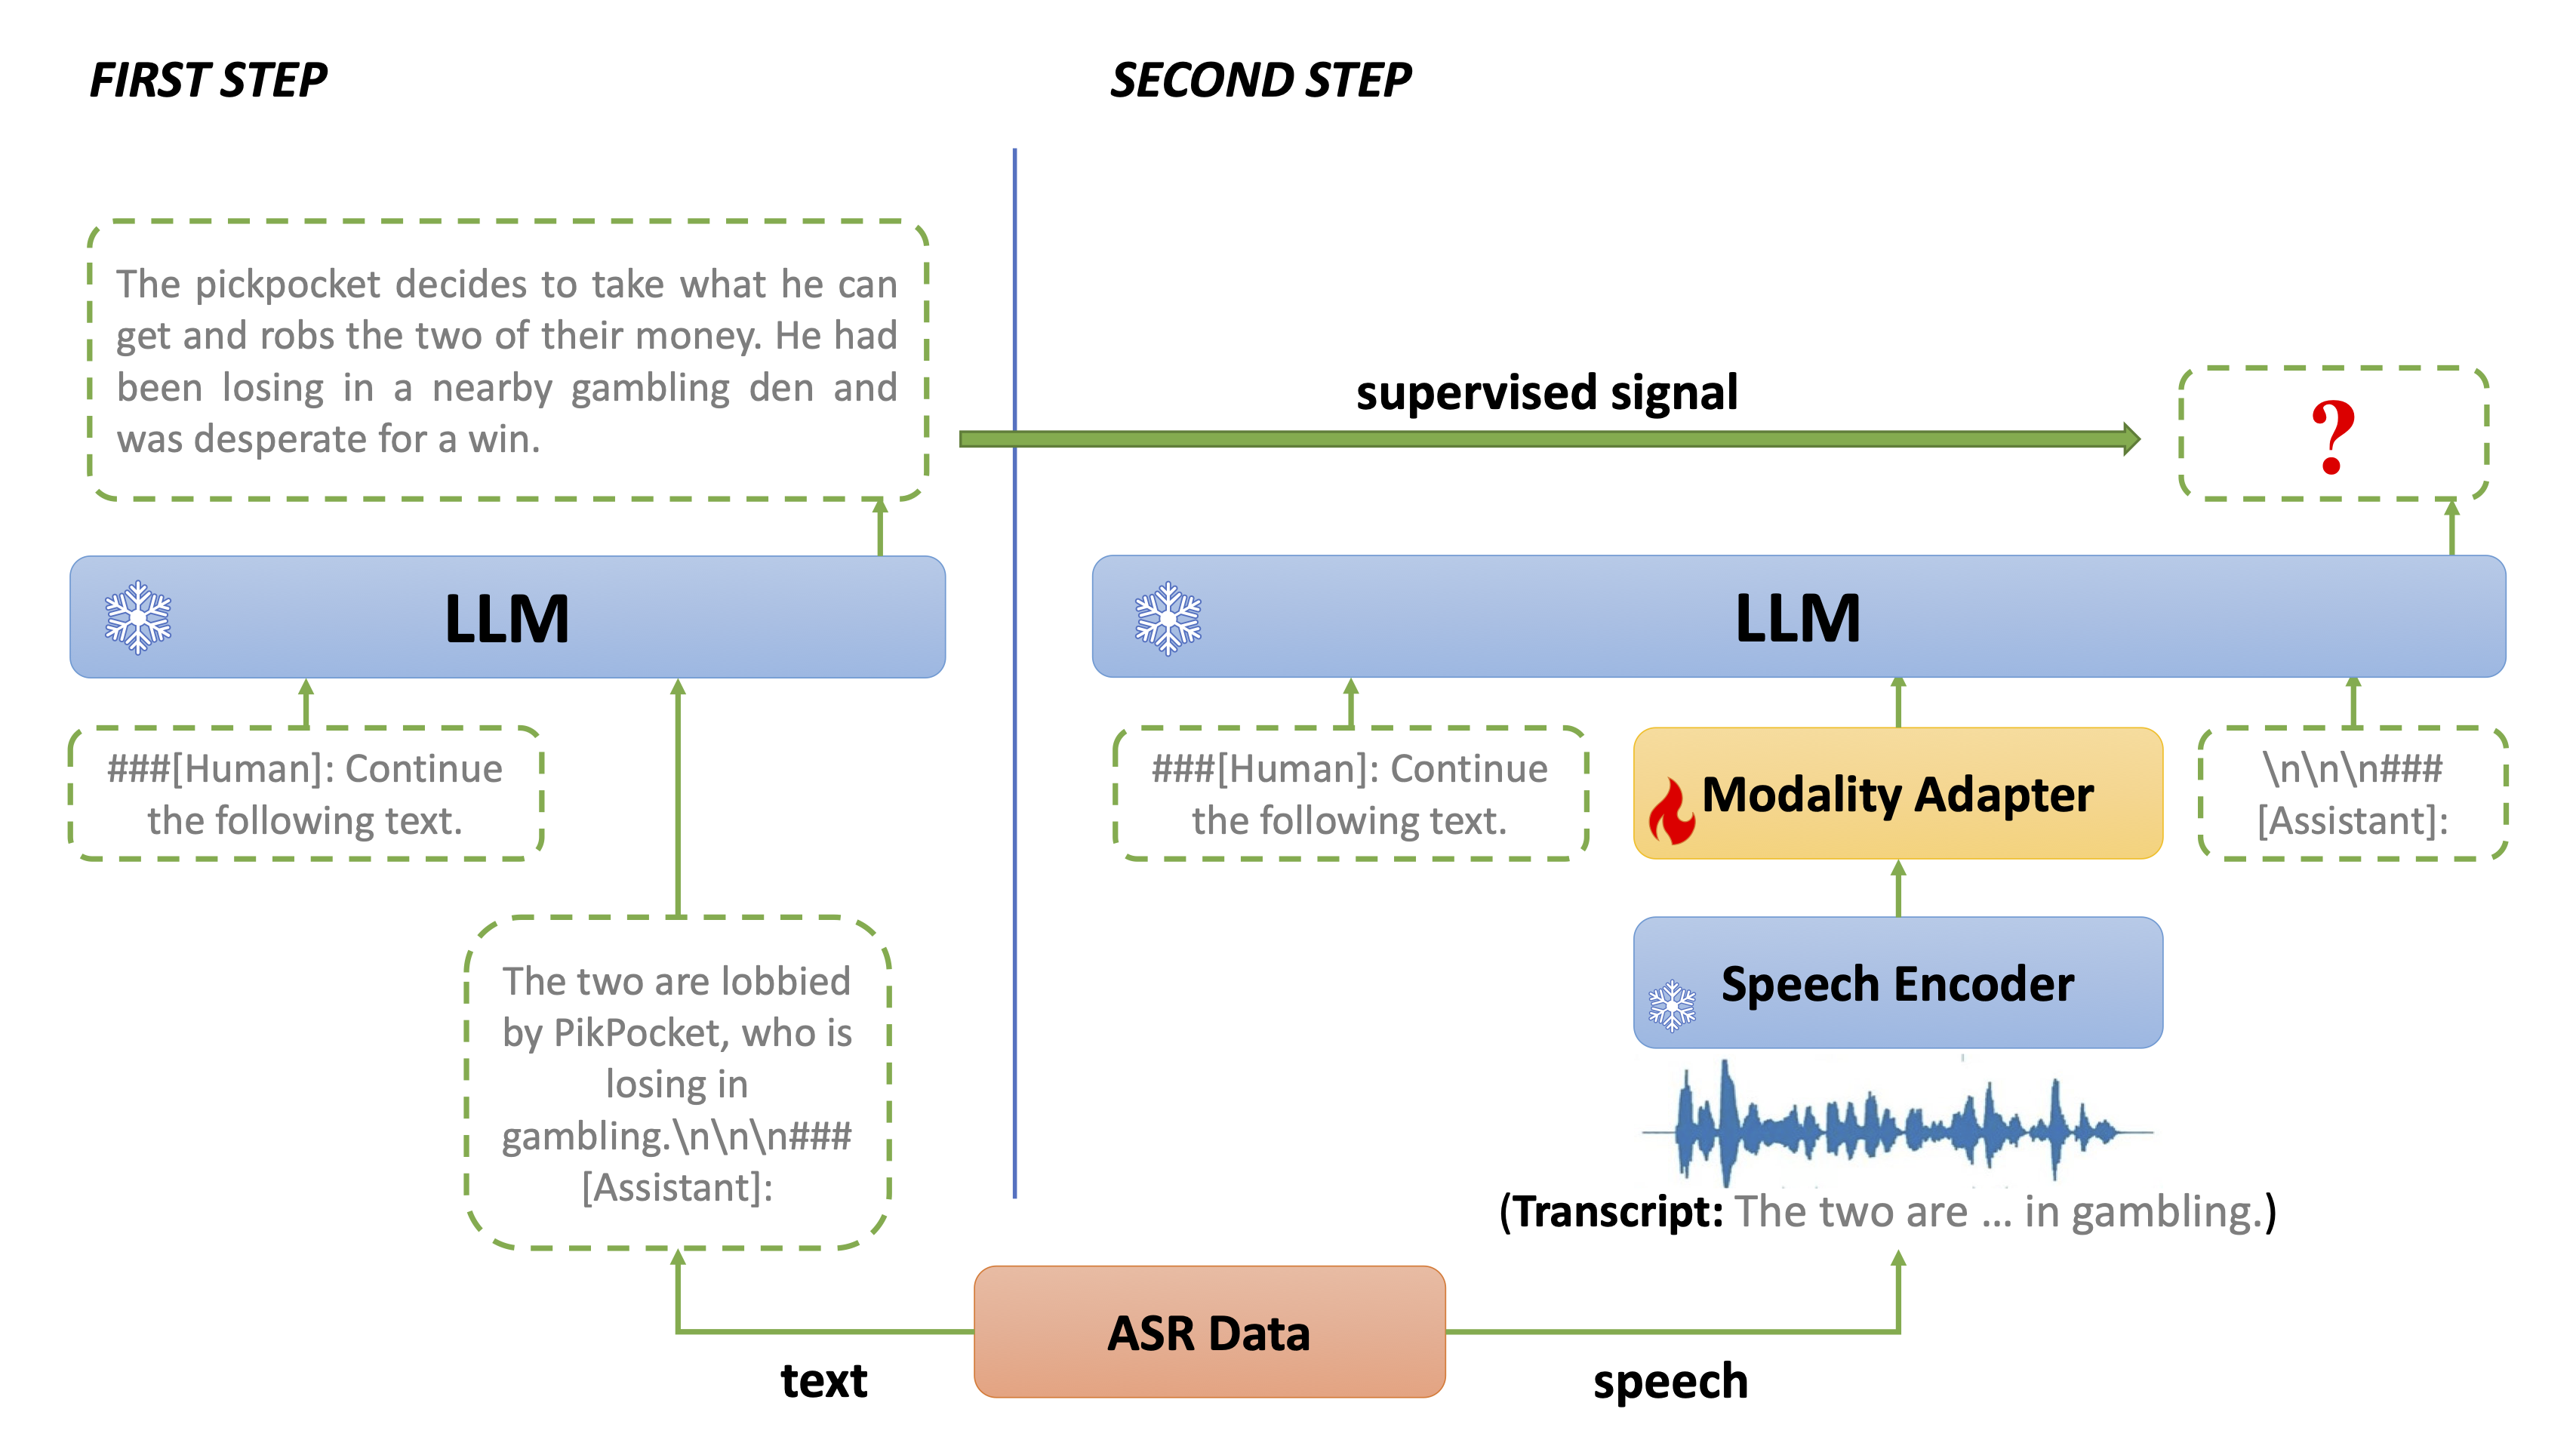 FIRST STEP
SECOND STEP
The pickpocket decides to take what he can
get and robs the two of their money. He had
been losing in a nearby gambling den and
was desperate for a win.
supervised signal
?
LLM
LLM
###[Human]: Continue
the following text.
###[Human]: Continue
the following text.
Modality Adapter
\n\n\n###
[Assistant]:
The two are lobbied
by PikPocket, who is
losing in
gambling.\n\n\n###
[Assistant]:
Speech Encoder
(Transcript: The two are ... in gambling.)
ASR Data
text
speech